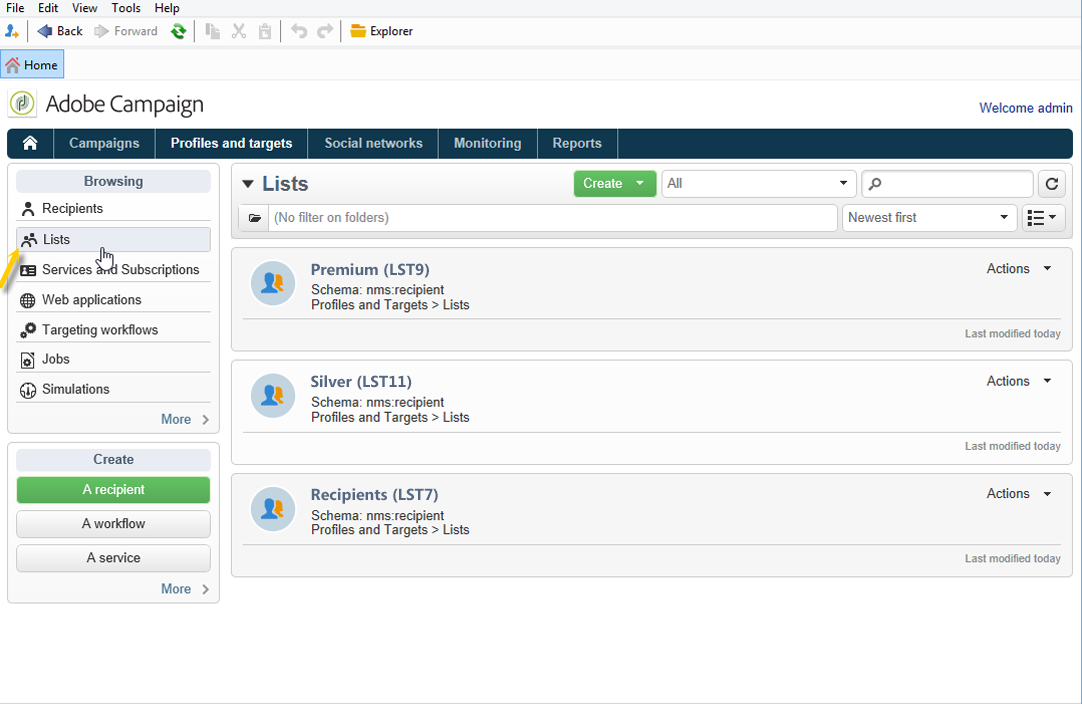 File Edit View Tools Help
Back Forward Explorer
Home
Adobe Campaign
Welcome admin
Campaigns Profiles and targets Social networks Monitoring Reports
Browsing
Recipients
Lists
Services and Subscriptions
Web applications
Targeting workflows
Jobs
Simulations
More
Create
A recipient
A workflow
A service
More
Lists Create All
(No filter on folders) Newest first
Premium (LST9) Actions
Schema: nms:recipient
Profiles and Targets > Lists
Last modified today
Silver (LST11) Actions
Schema: nms:recipient
Profiles and Targets > Lists
Last modified today
Recipients (LST7) Actions
Schema: nms:recipient
Profiles and Targets > Lists
Last modified today